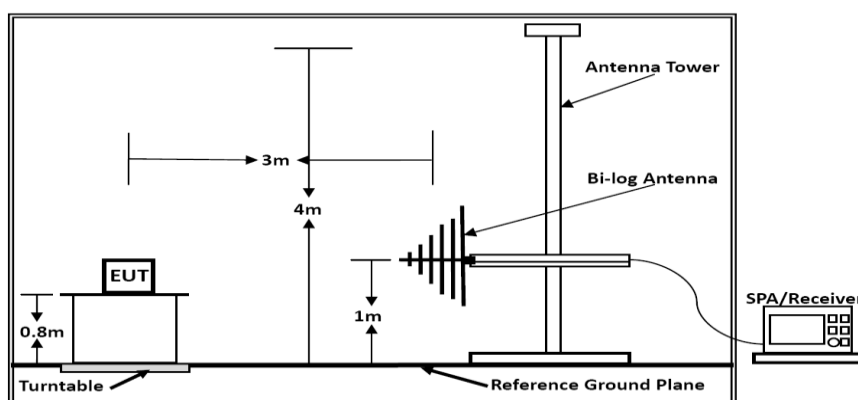 Antenna Tower
3m
Bi-log Antenna
4m
EUT
SPA/Receiver
0.8m
1m
Turntable
Reference Ground Plane